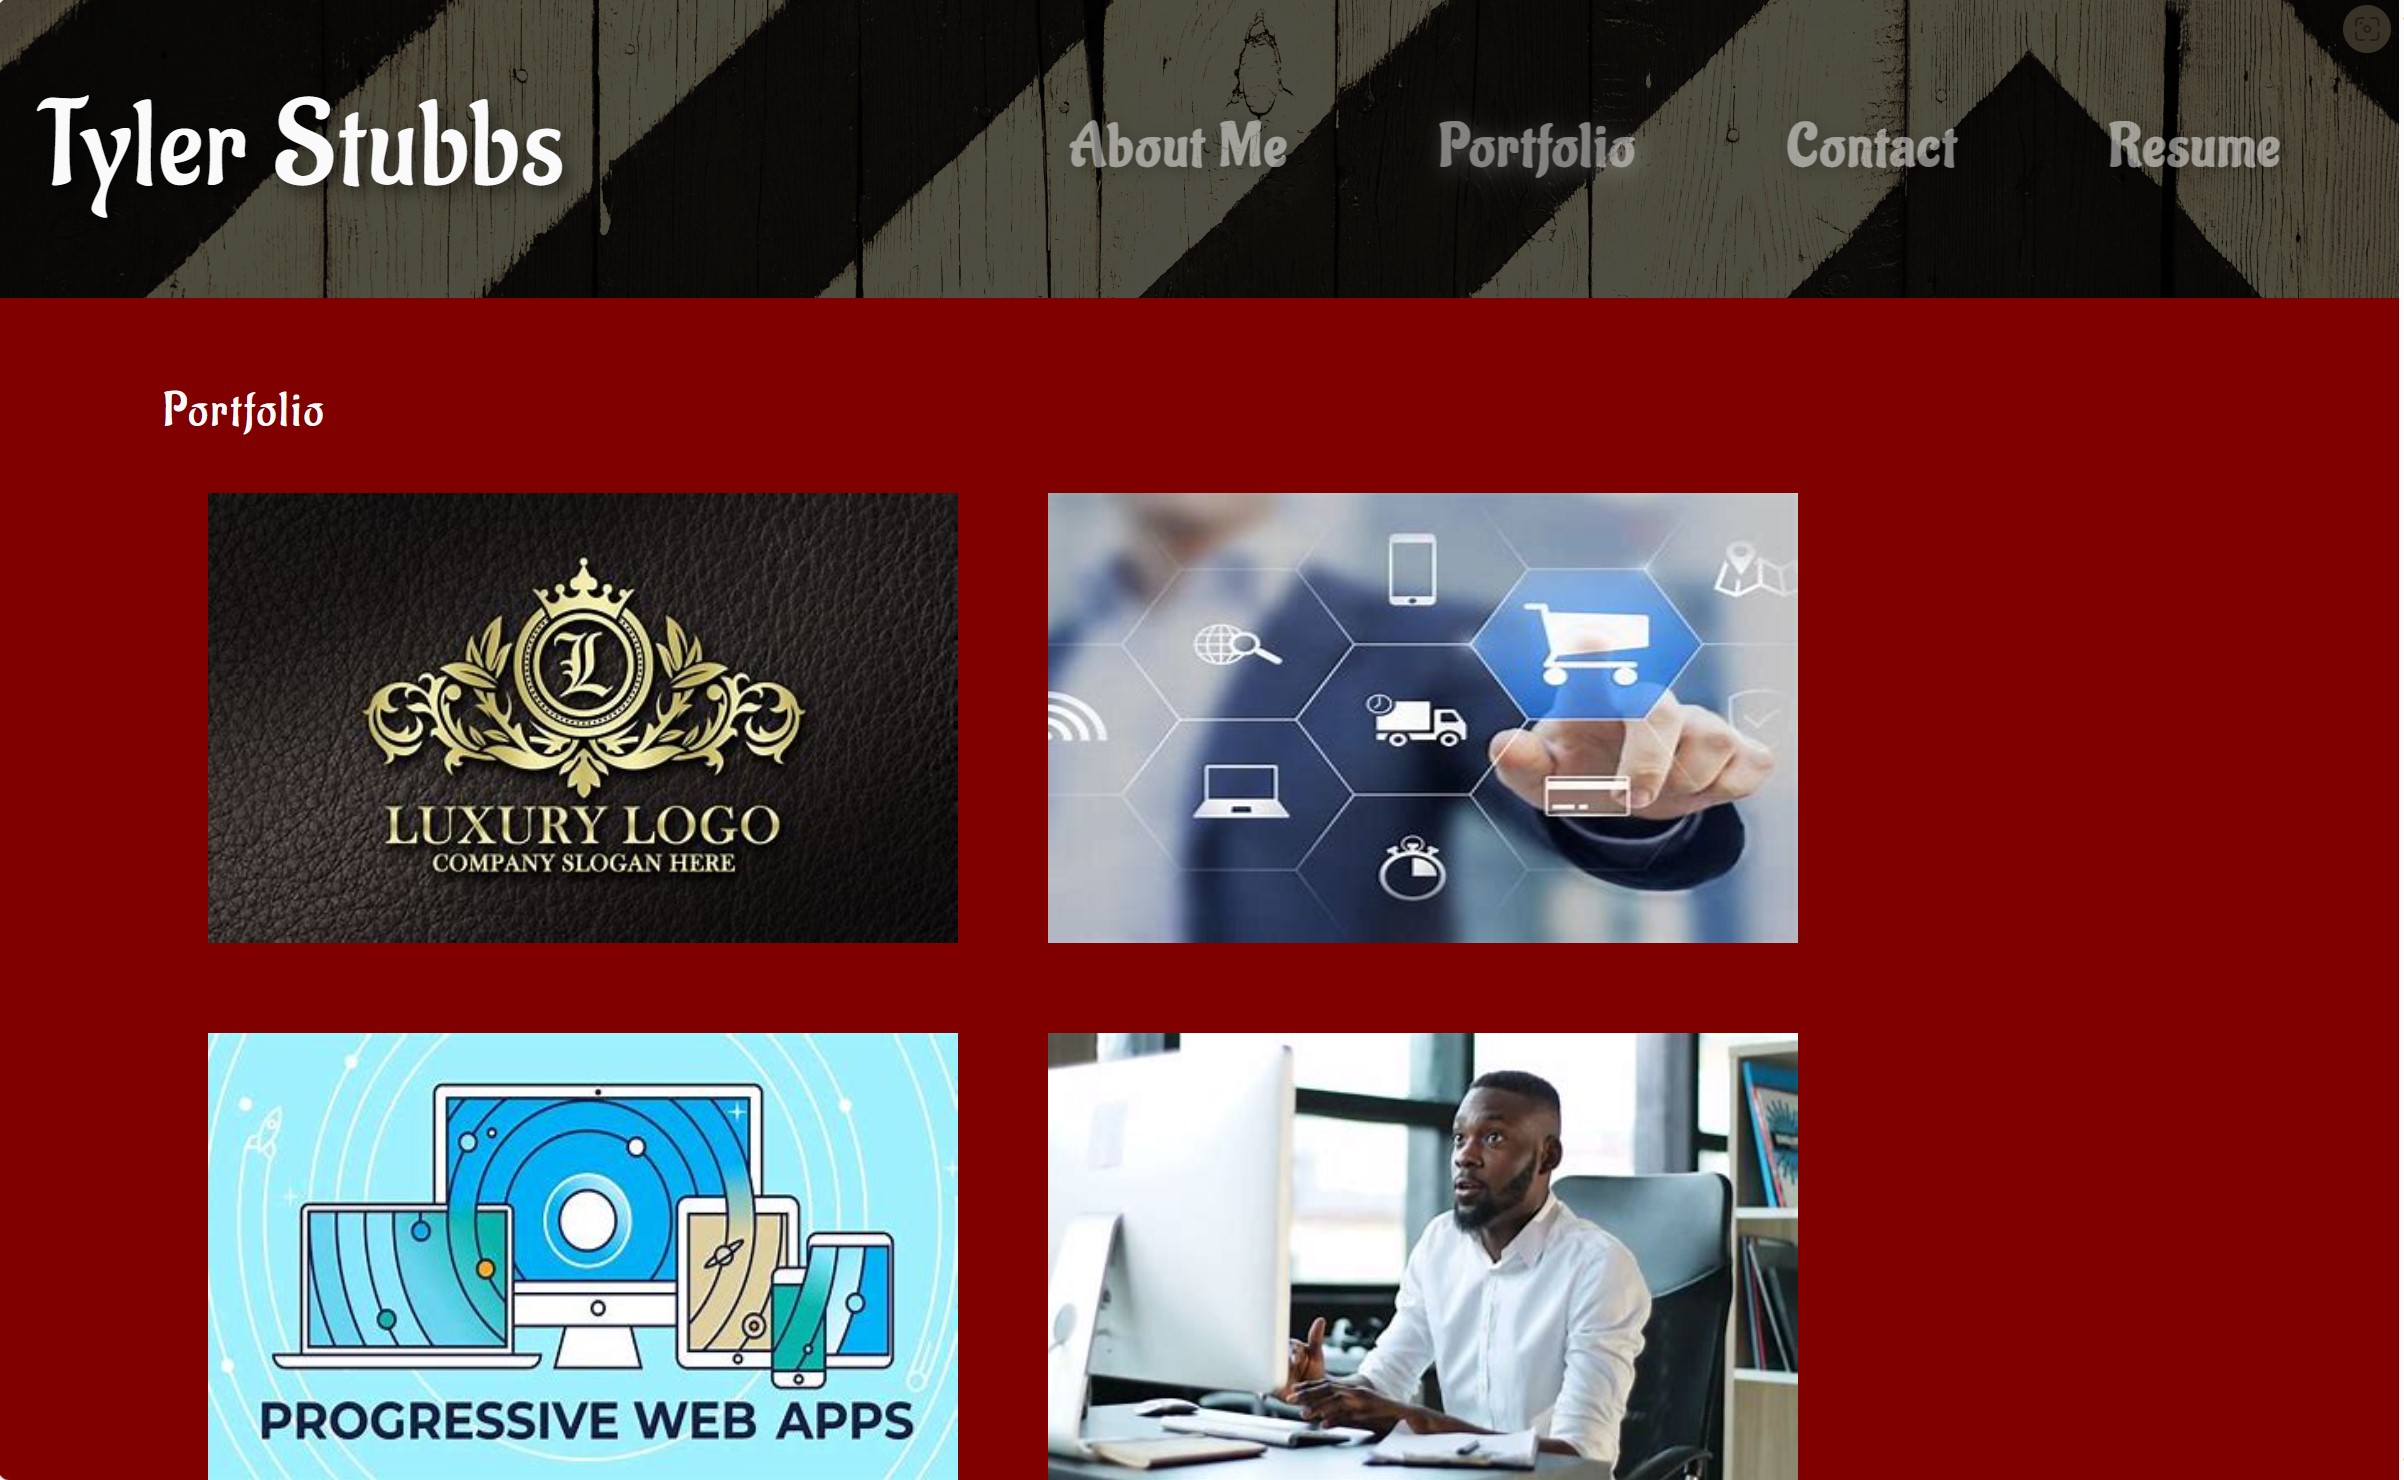 Tyler Stubbs
About Me
Portfolio
Contact
Resume
Portfolio
L
LUXURY LOGO
COMPANY SLOGAN HERE
PROGRESSIVE WEB APPS